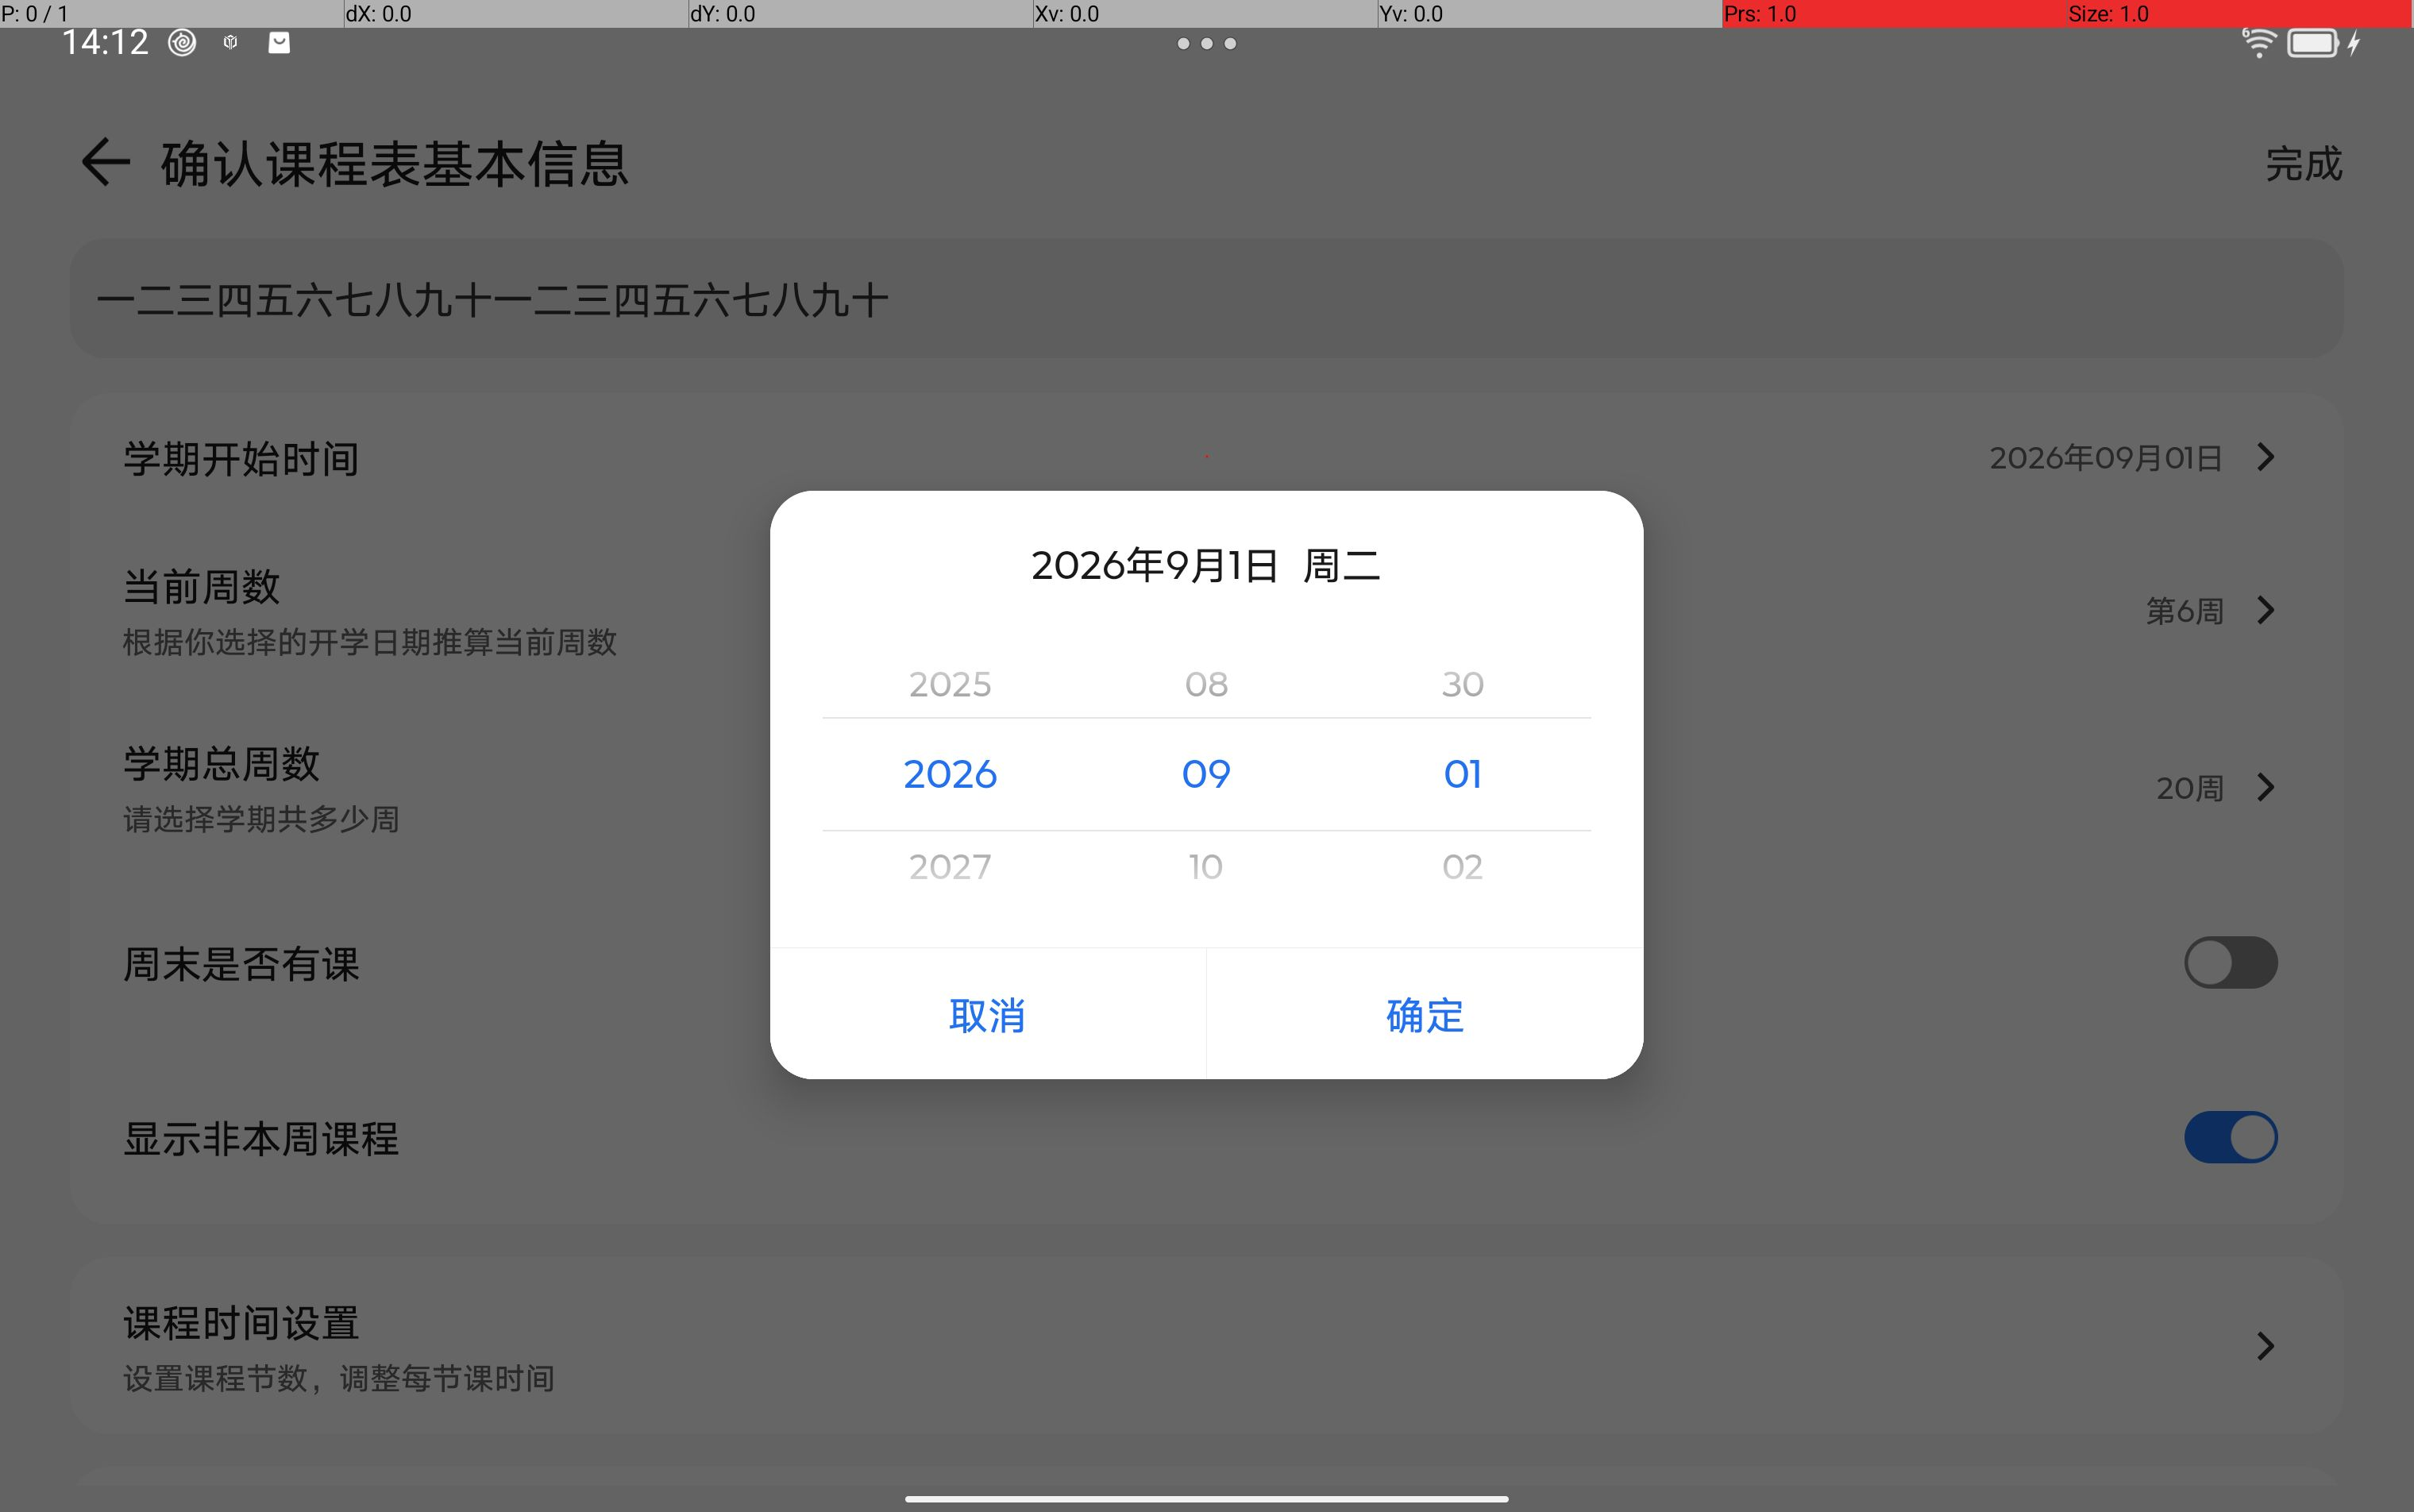 P: 0 / 1 dX: 0.0 dY: 0.0 Xv: 0.0 Yv: 0.0 Prs: 1.0 Size: 1.0
14:12 6
确认课程表基本信息 完成
一二三四五六七八九十一二三四五六七八九十
学期开始时间 2026年09月01日
当前周数 第6周
根据你选择的开学日期推算当前周数
学期总周数 20周
请选择学期共多少周
周末是否有课
显示非本周课程
课程时间设置
设置课程节数，调整每节课时间
2026年9月1日 周二
2025 08 30
2026 09 01
2027 10 02
取消 确定